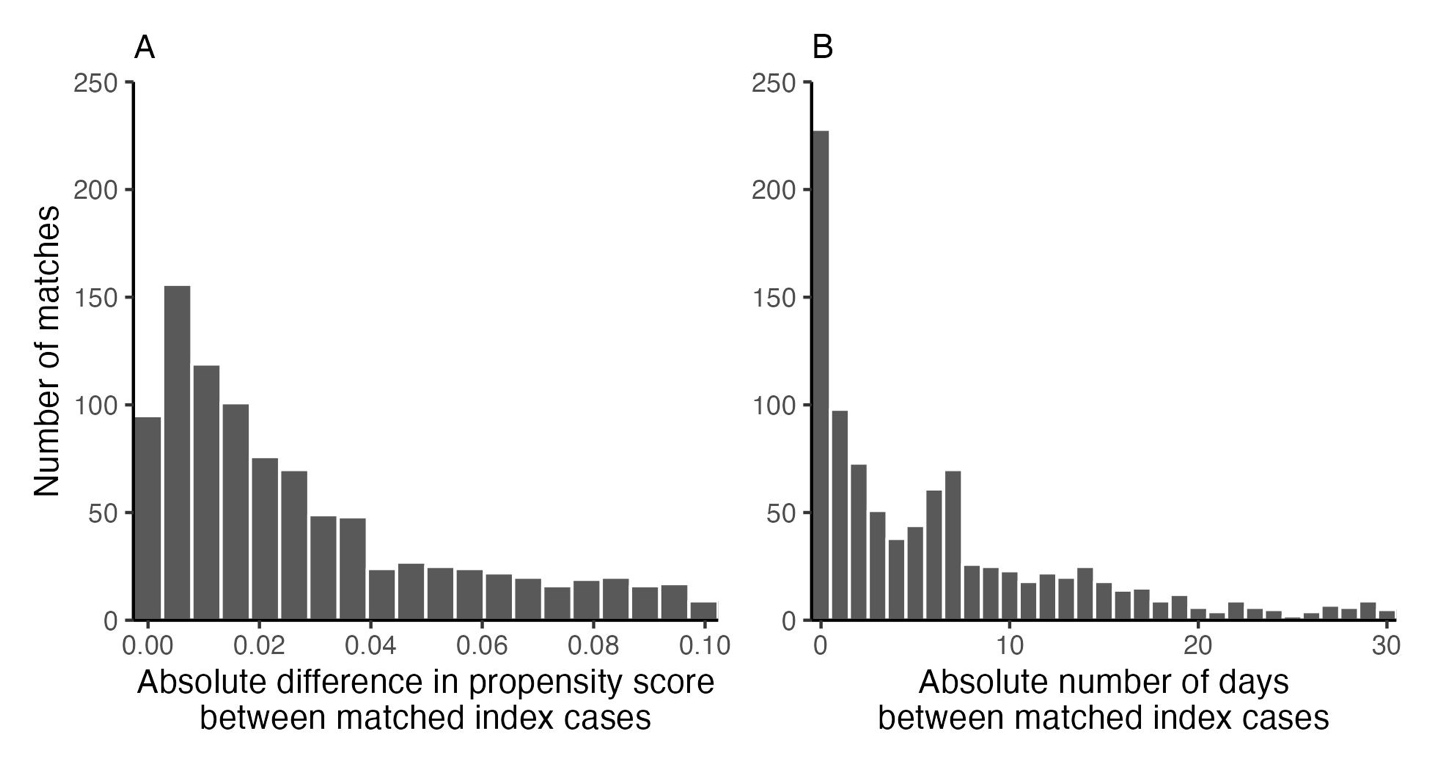 A
250
200
150
100
50
0
Number of matches
0.00 0.02 0.04 0.06 0.08 0.10
Absolute difference in propensity score
between matched index cases
B
250
200
150
100
50
0
0 10 20 30
Absolute number of days
between matched index cases